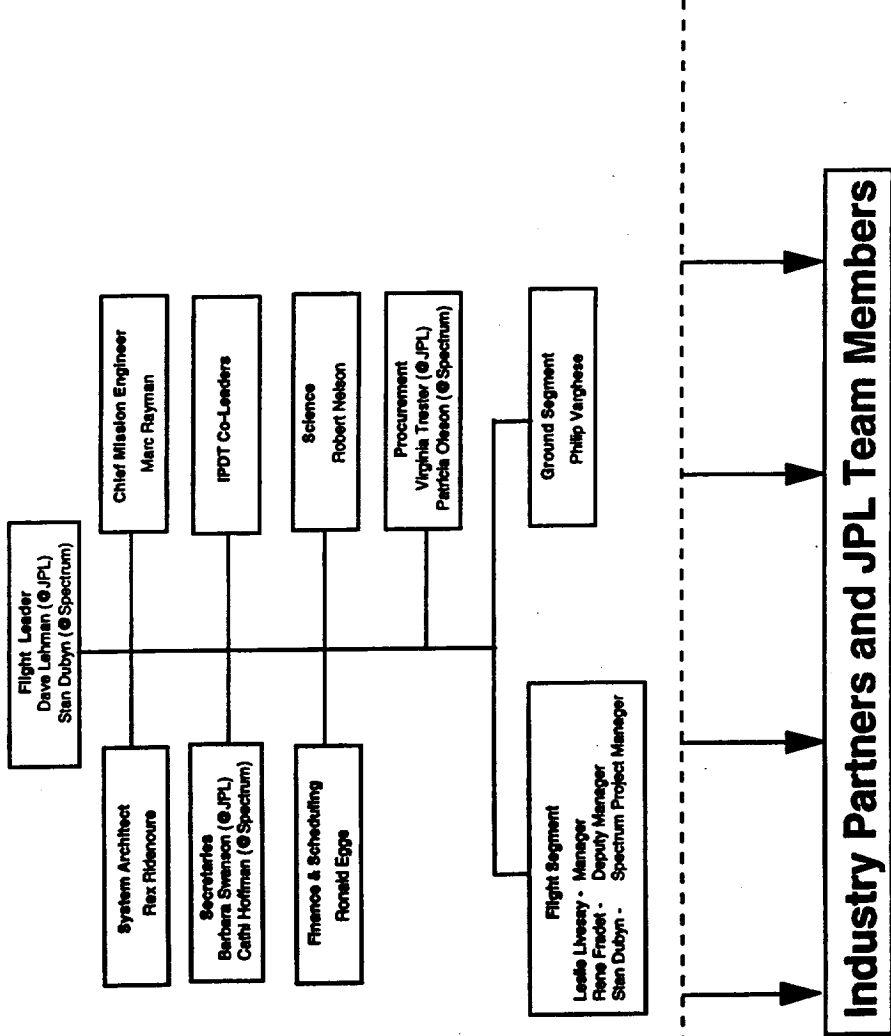 Flight Leader
Dave Lehman (@JPL)
Stan Dubyn (@Spectrum)
System Architect
Rex Ridenoure
Chief Mission Engineer
Marc Rayman
Secretaries
Barbara Swanson (@JPL)
Cathi Hoffman (@Spectrum)
IPDT Co-Leaders
Finance & Scheduling
Ronald Eggs
Science
Robert Nelson
Procurement
Virginia Trester (@JPL)
Patricia Oleson (@Spectrum)
Flight Segment
Leslie Livesay - Manager
Rene Fradet - Deputy Manager
Stan Dubyn - Spectrum Project Manager
Ground Segment
Philip Varghese
Industry Partners and JPL Team Members